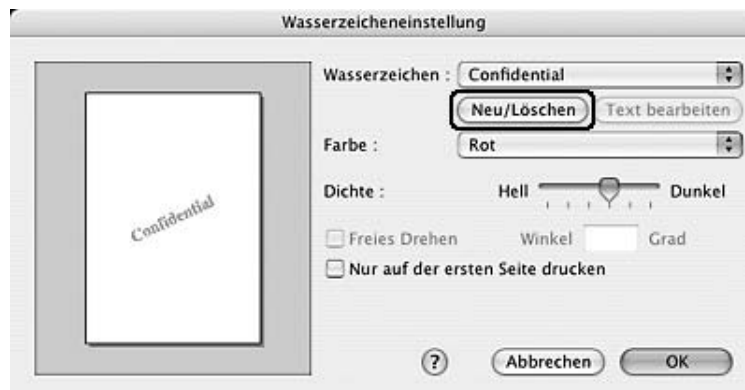 Wasserzeicheneinstellung
Wasserzeichen : Confidential
Neu/Löschen Text bearbeiten
Farbe : Rot
Dichte : Hell Dunkel
Confidential
Freies Drehen Winkel Grad
Nur auf der ersten Seite drucken
? Abbrechen OK